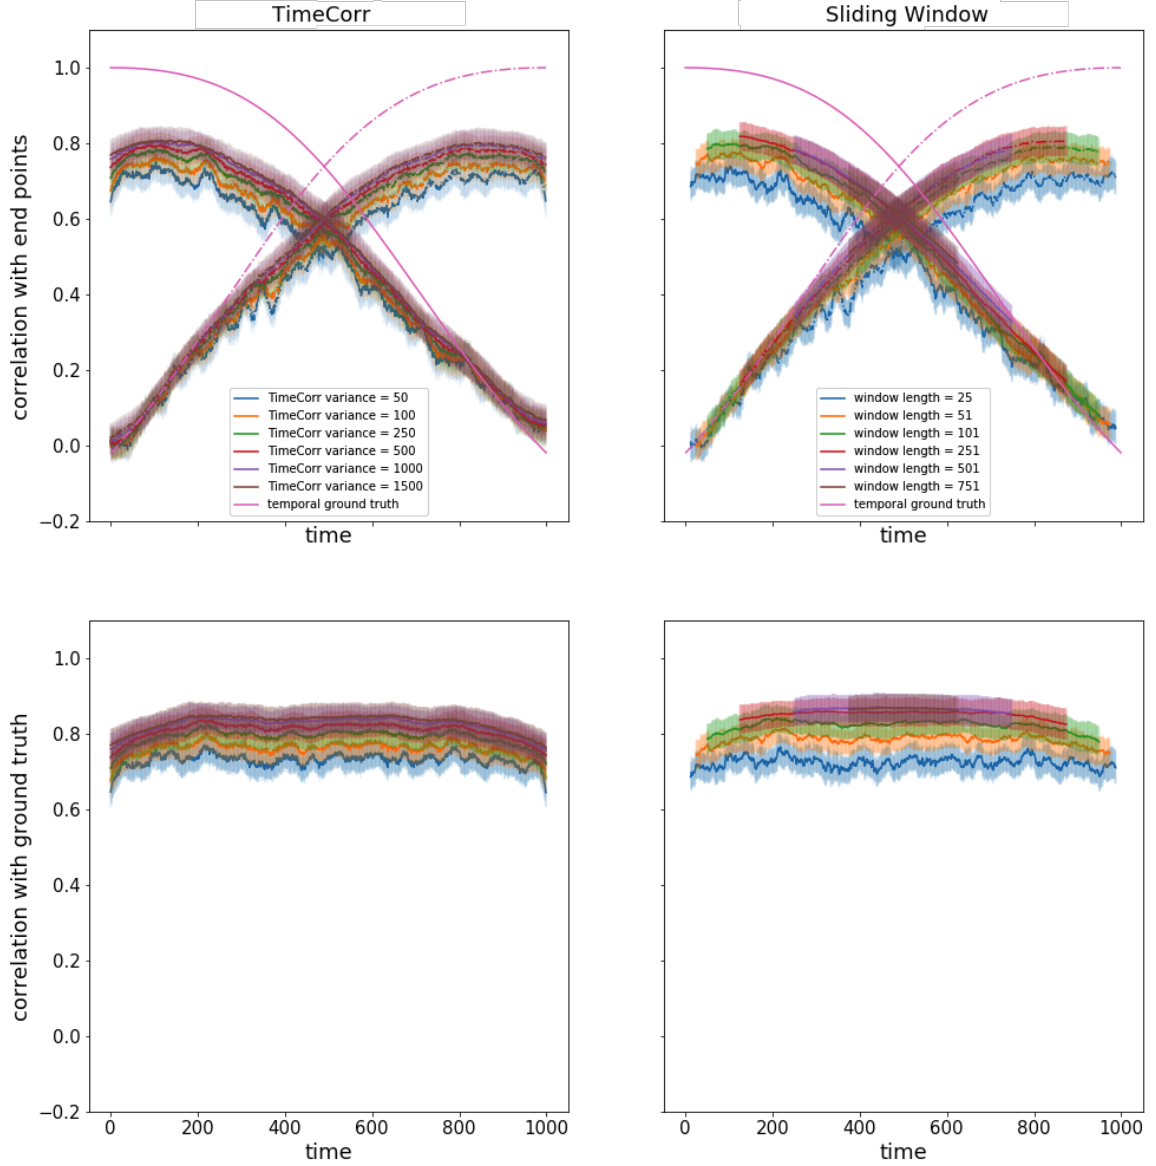 TimeCorr
Sliding Window
correlation with end points
1.0
0.8
0.6
0.4
0.2
0.0
−0.2
TimeCorr variance = 50
TimeCorr variance = 100
TimeCorr variance = 250
TimeCorr variance = 500
TimeCorr variance = 1000
TimeCorr variance = 1500
temporal ground truth
time
window length = 25
window length = 51
window length = 101
window length = 251
window length = 501
window length = 751
temporal ground truth
time
correlation with ground truth
1.0
0.8
0.6
0.4
0.2
0.0
−0.2
0 200 400 600 800 1000
time
0 200 400 600 800 1000
time